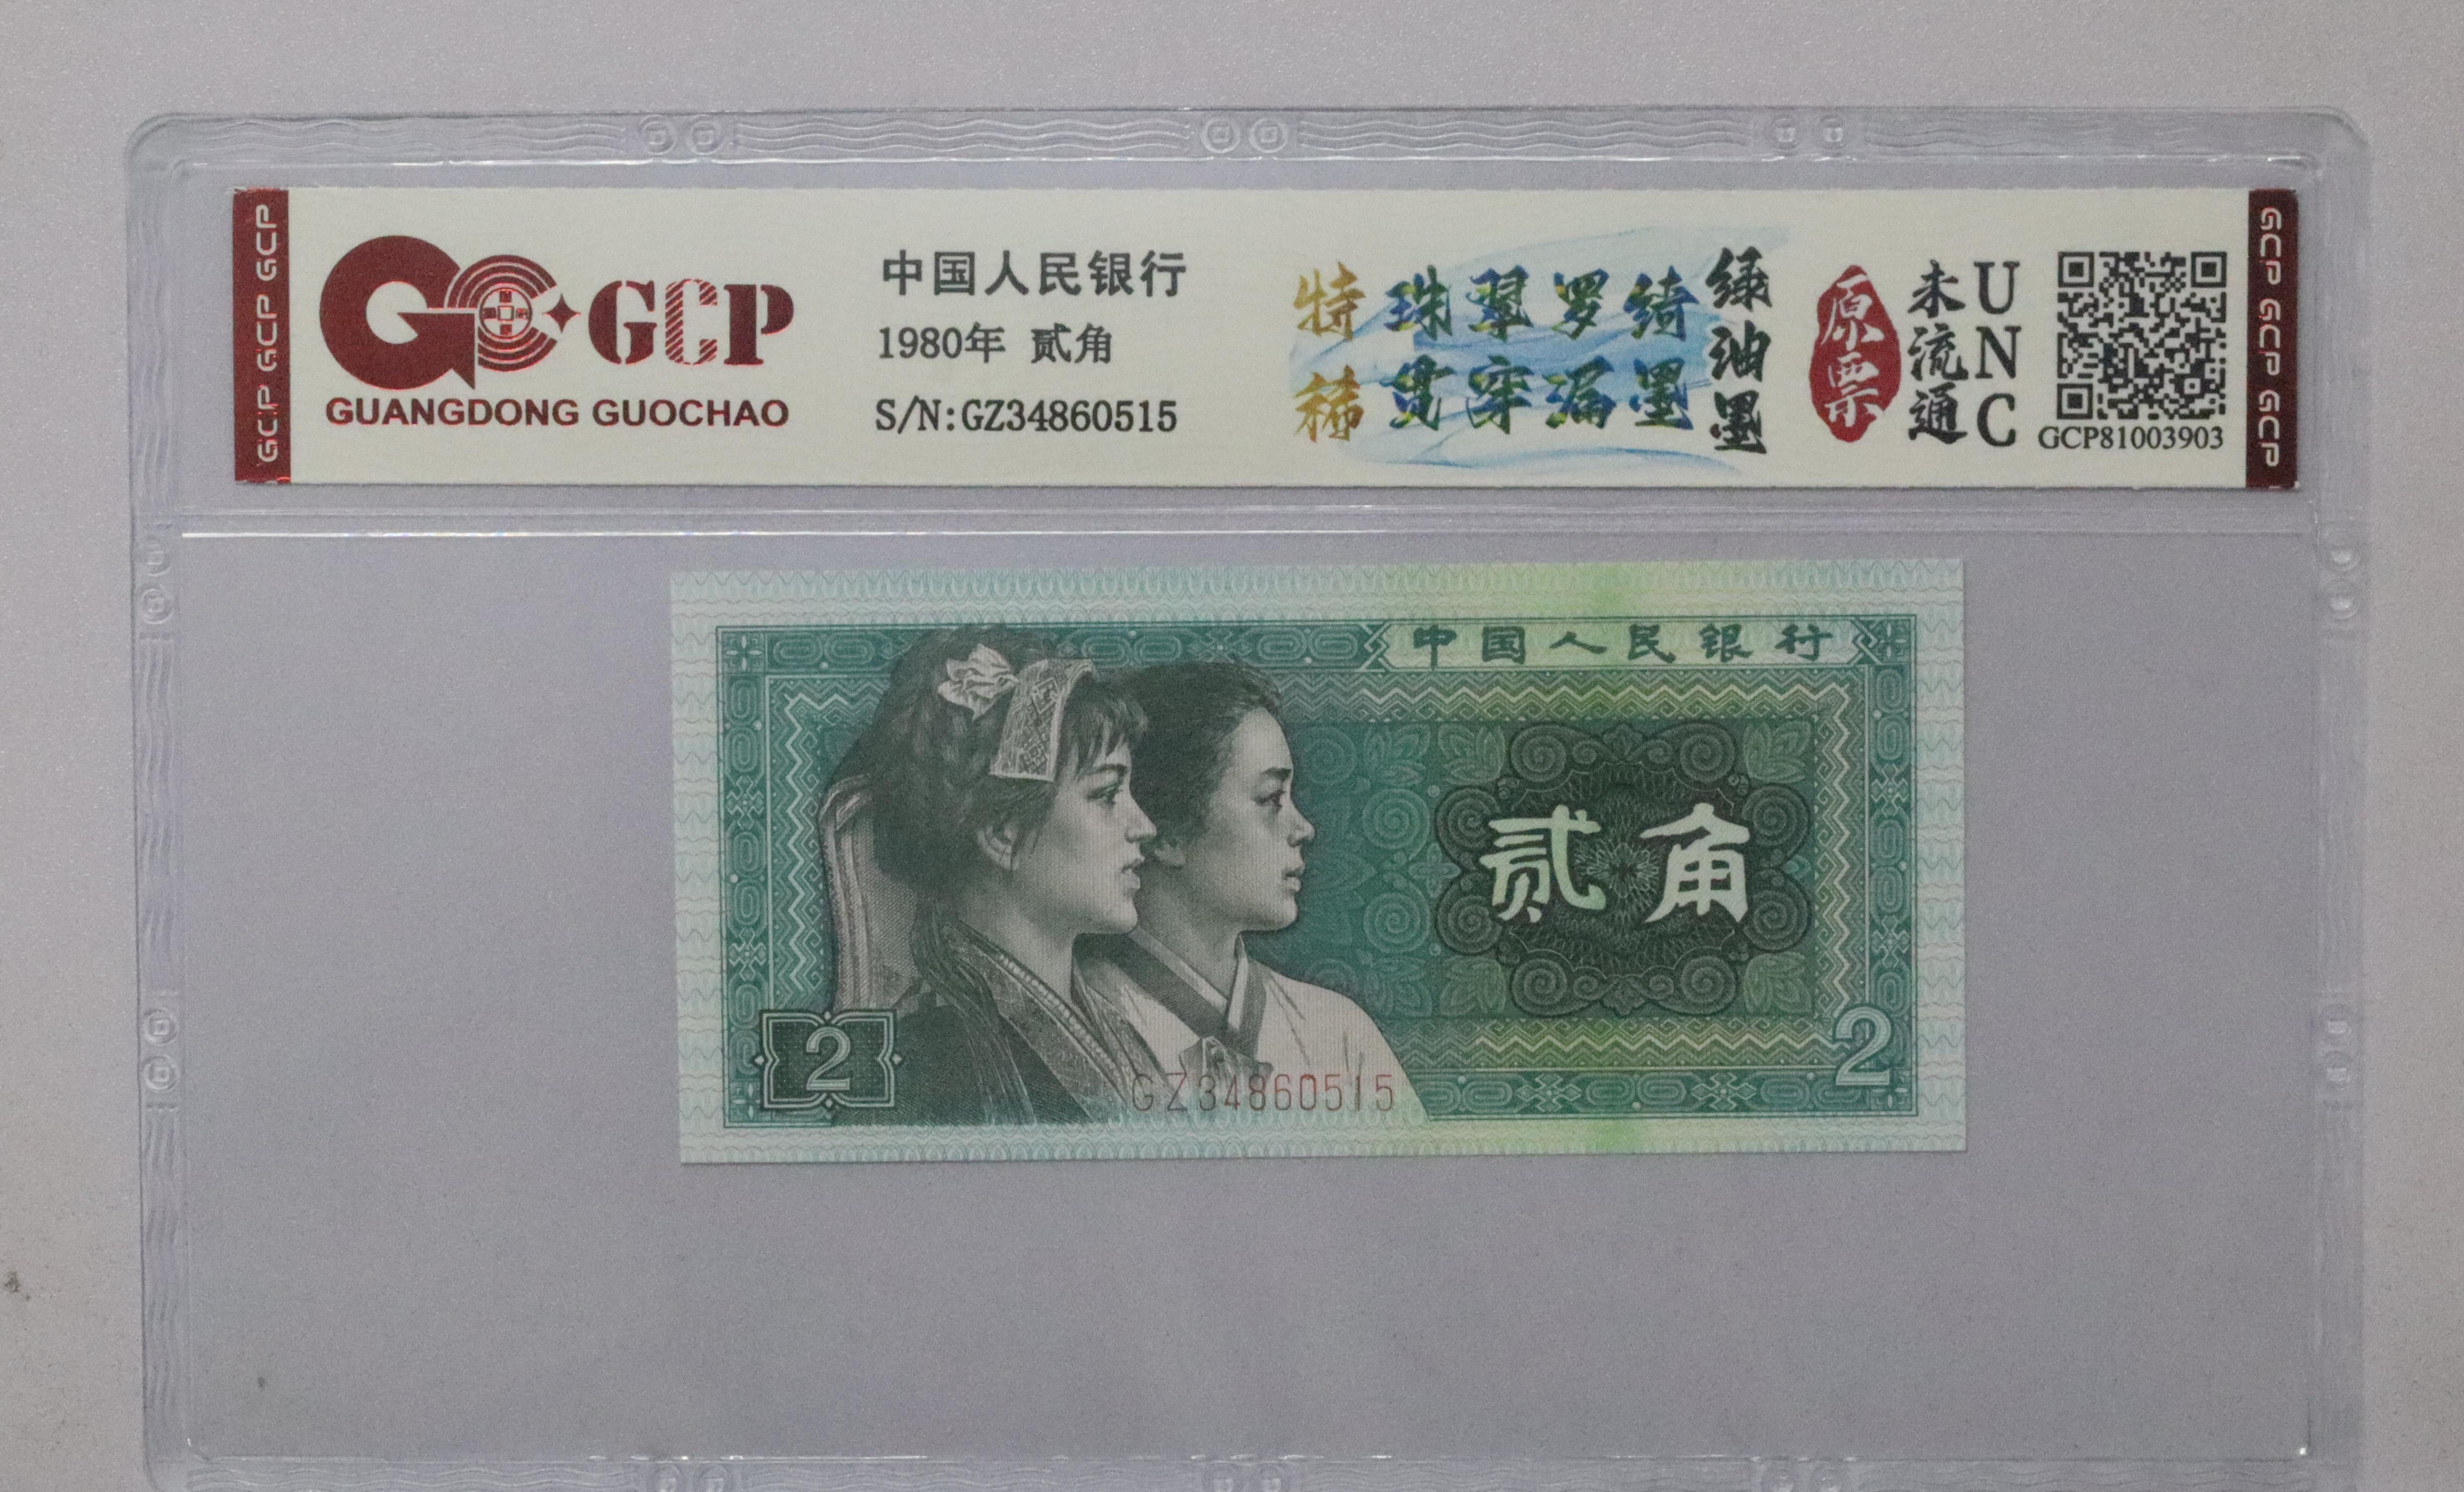 GCP GCP GCP
GCP
GUANGDONG GUOCHAO
中国人民银行
1980年 贰角
S/N:GZ34860515
特稀
珠翠罗绮
贯穿漏墨
绿油墨
原票
未流通
UNC
GCP81003903
GCP GCP GCP
中国人民银行
贰角
2
GZ34860515
2